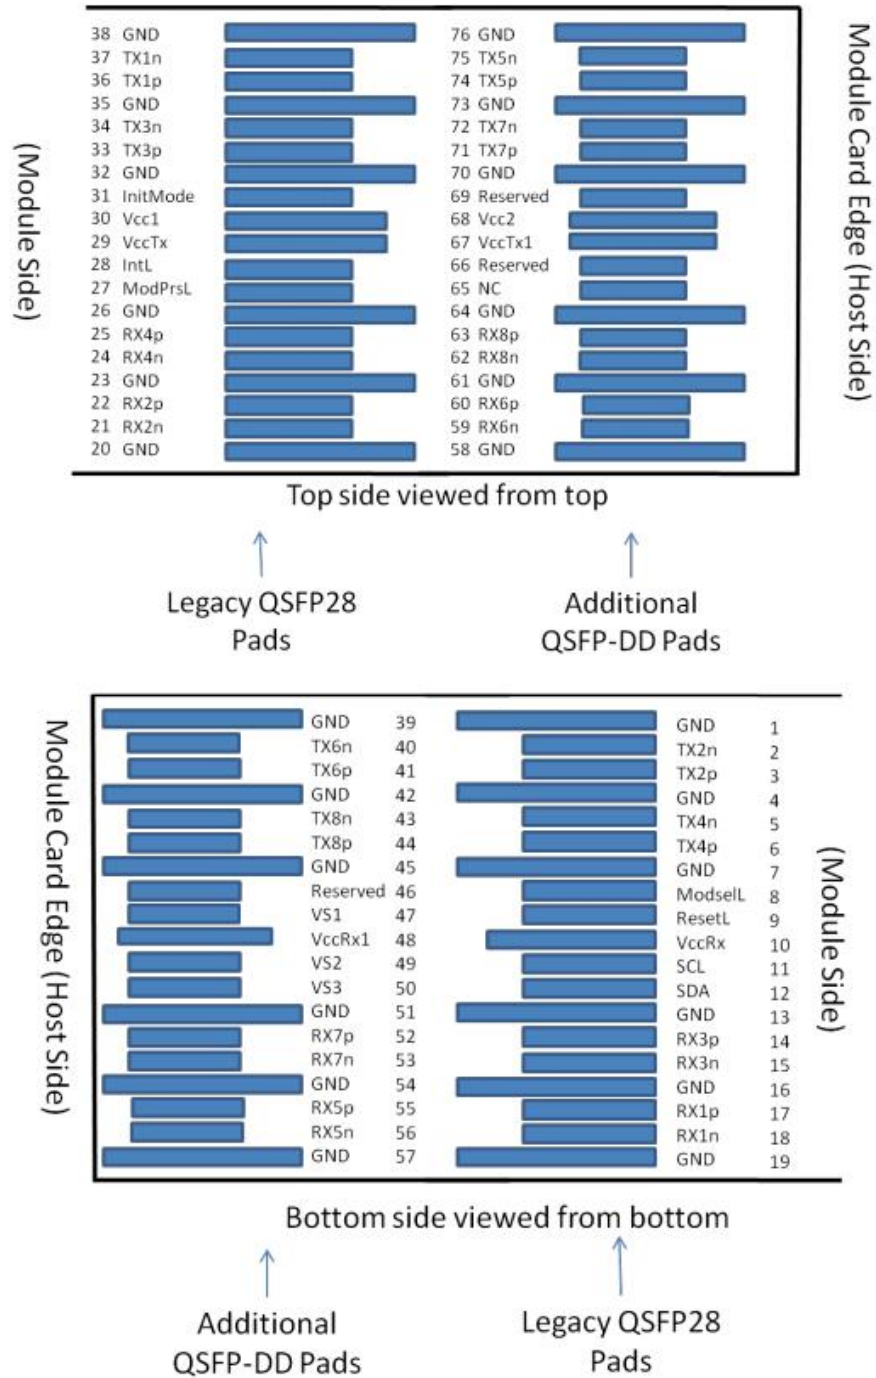 38 GND 76 GND
37 TX1n 75 TX5n
36 TX1p 74 TX5p
35 GND 73 GND
34 TX3n 72 TX7n
33 TX3p 71 TX7p
32 GND 70 GND
31 InitMode 69 Reserved
30 Vcc1 68 Vcc2
29 VccTx 67 VccTx1
28 IntL 66 Reserved
27 ModPrsL 65 NC
26 GND 64 GND
25 RX4p 63 RX8p
24 RX4n 62 RX8n
23 GND 61 GND
22 RX2p 60 RX6p
21 RX2n 59 RX6n
20 GND 58 GND
(Module Side)
Module Card Edge (Host Side)
Top side viewed from top
Legacy QSFP28
Pads
Additional
QSFP-DD Pads
Module Card Edge (Host Side)
GND 39 GND 1
TX6n 40 TX2n 2
TX6p 41 TX2p 3
GND 42 GND 4
TX8n 43 TX4n 5
TX8p 44 TX4p 6
GND 45 GND 7
Reserved 46 ModselL 8
VS1 47 ResetL 9
VccRx1 48 VccRx 10
VS2 49 SCL 11
VS3 50 SDA 12
GND 51 GND 13
RX7p 52 RX3p 14
RX7n 53 RX3n 15
GND 54 GND 16
RX5p 55 RX1p 17
RX5n 56 RX1n 18
GND 57 GND 19
(Module Side)
Bottom side viewed from bottom
Additional
QSFP-DD Pads
Legacy QSFP28
Pads